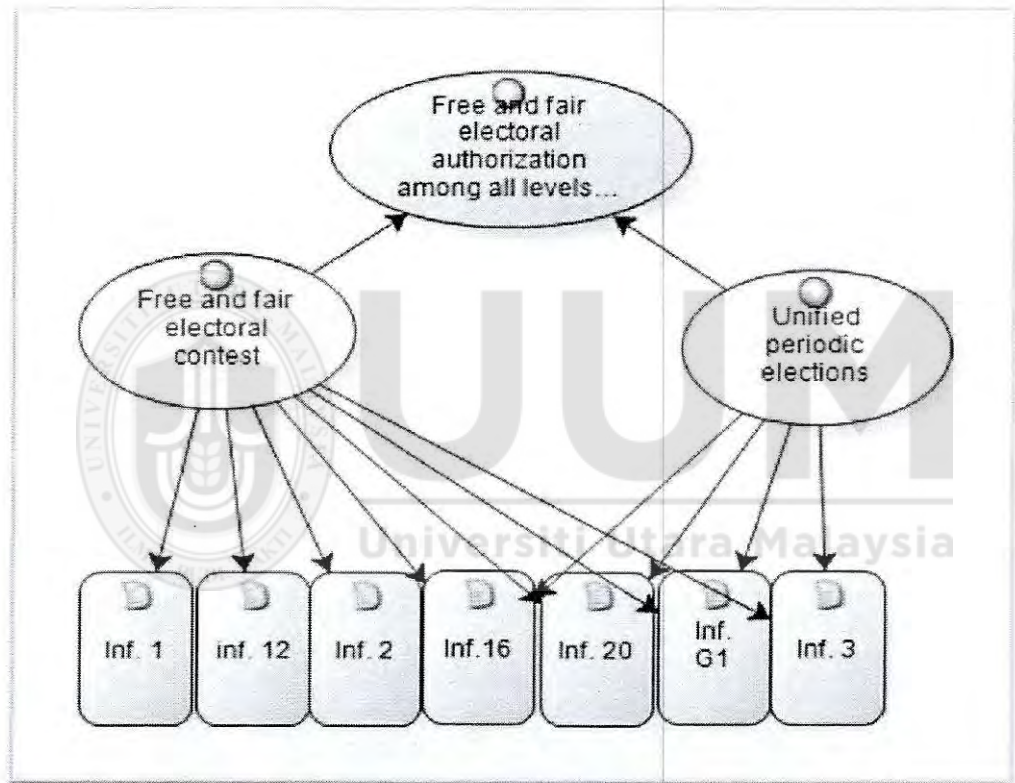 Free and fair
electoral
authorization
among all levels...
Free and fair
electoral
contest
Unified
periodic
elections
UUM
Universiti Utara Malaysia
Inf. 1
inf. 12
Inf. 2
Inf.16
Inf. 20
Inf.
G1
Inf. 3